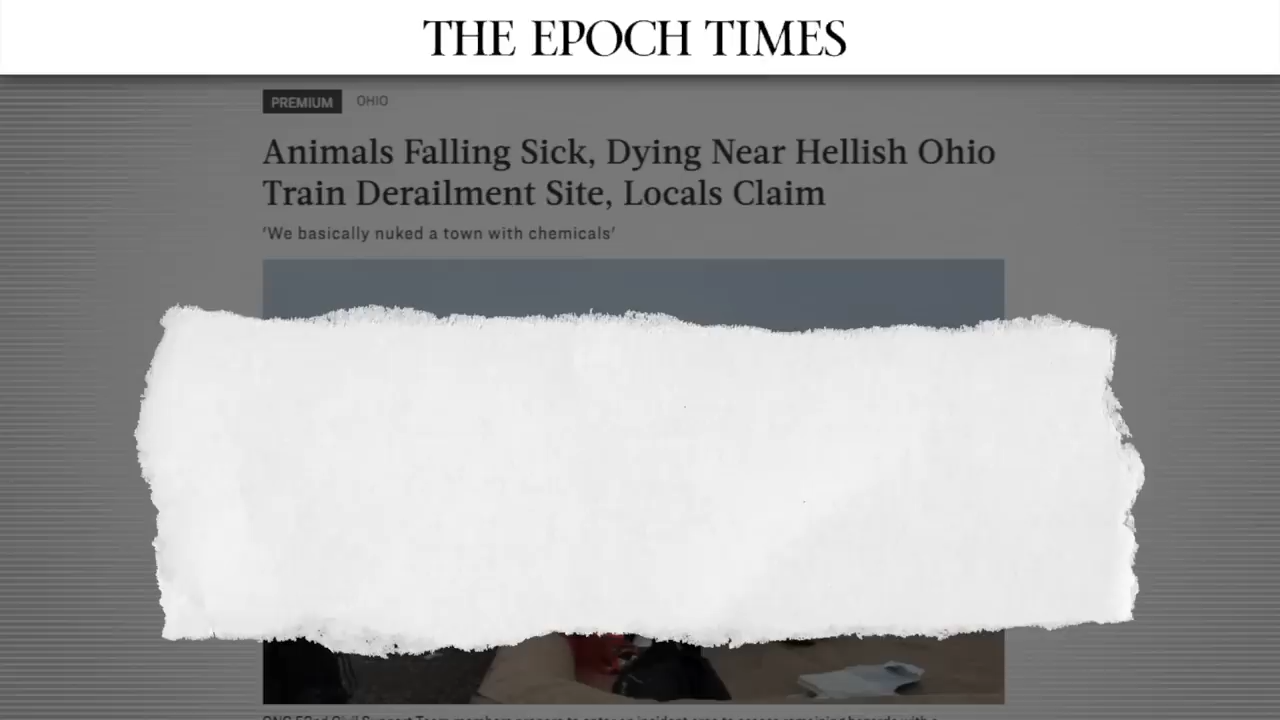 THE EPOCH TIMES
PREMIUM OHIO
Animals Falling Sick, Dying Near Hellish Ohio
Train Derailment Site, Locals Claim
'We basically nuked a town with chemicals'